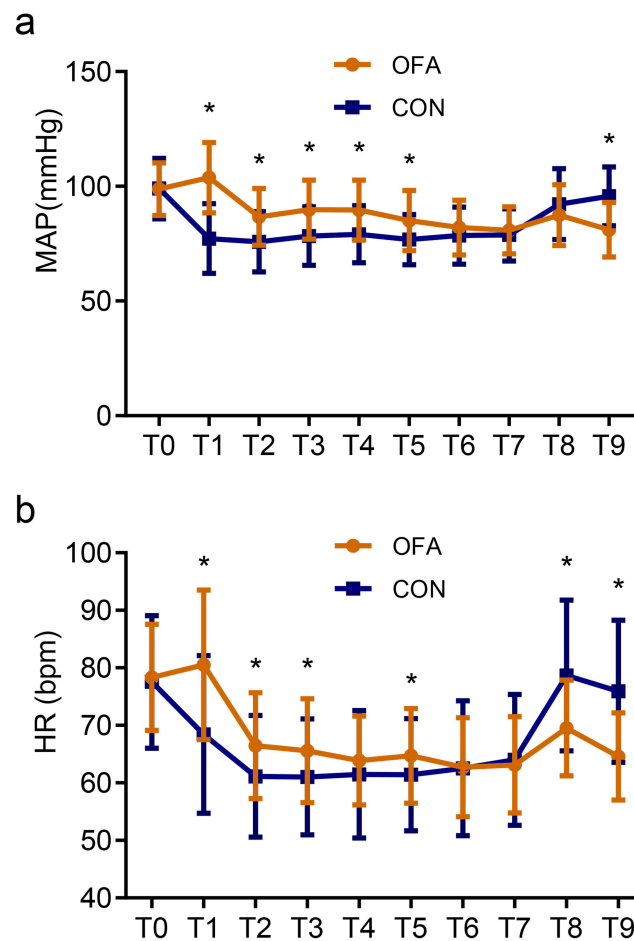 a
150
OFA
CON
* * * * * *
100
MAP(mmHg)
50
0
T0 T1 T2 T3 T4 T5 T6 T7 T8 T9
b
100
OFA
CON
* * * * * *
90
80
HR (bpm)
70
60
50
40
T0 T1 T2 T3 T4 T5 T6 T7 T8 T9